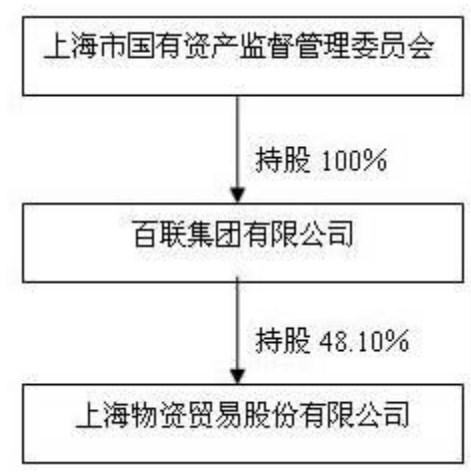 上海市国有资产监督管理委员会
持股 100%
百联集团有限公司
持股 48.10%
上海物资贸易股份有限公司